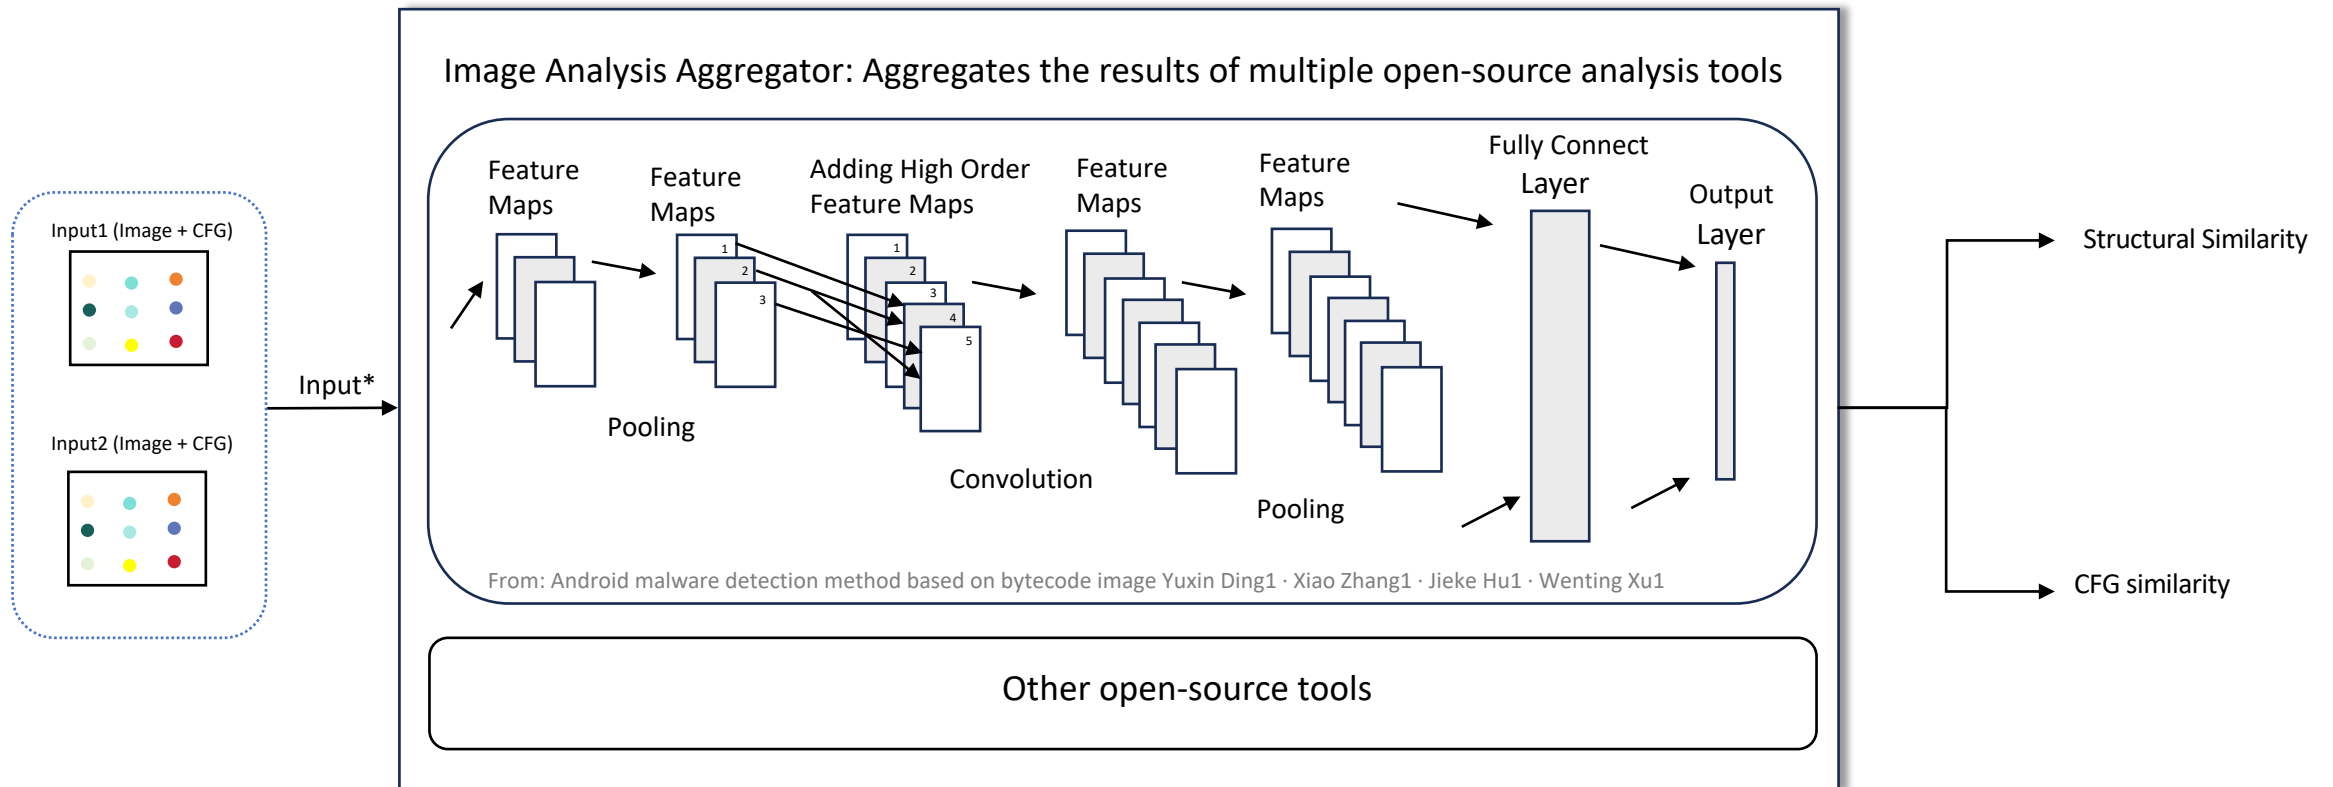 Image Analysis Aggregator: Aggregates the results of multiple open-source analysis tools
Input1 (Image + CFG)
Input2 (Image + CFG)
Input*
Feature
Maps
Feature
Maps
1
2
3
Pooling
Adding High Order
Feature Maps
1
2
3
4
5
Convolution
Feature
Maps
Feature
Maps
Pooling
Fully Connect
Layer
Output
Layer
From: Android malware detection method based on bytecode image Yuxin Ding1 · Xiao Zhang1 · Jieke Hu1 · Wenting Xu1
Other open-source tools
Structural Similarity
CFG similarity